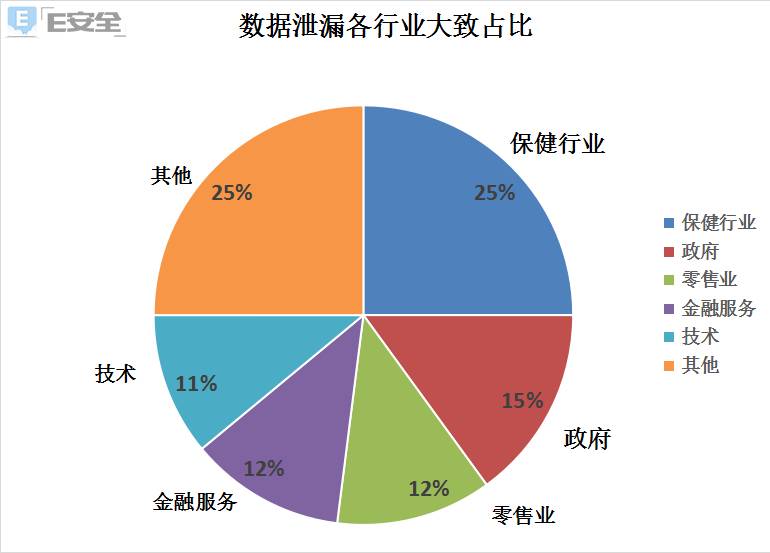 E安全
数据泄漏各行业大致占比
保健行业
25%
其他
25%
技术
11%
15%
政府
12%
金融服务
12%
零售业
保健行业
政府
零售业
金融服务
技术
其他